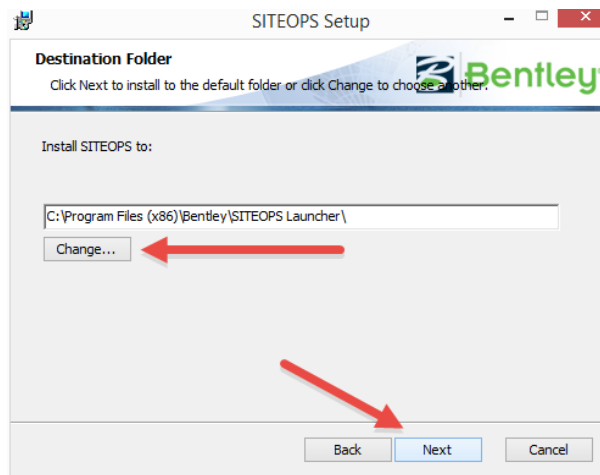 SITEOPS Setup
Destination Folder
Click Next to install to the default folder or click Change to choose another.
Bentley
Install SITEOPS to:
C:\Program Files (x86)\Bentley\SITEOPS Launcher\
Change...
Back Next Cancel